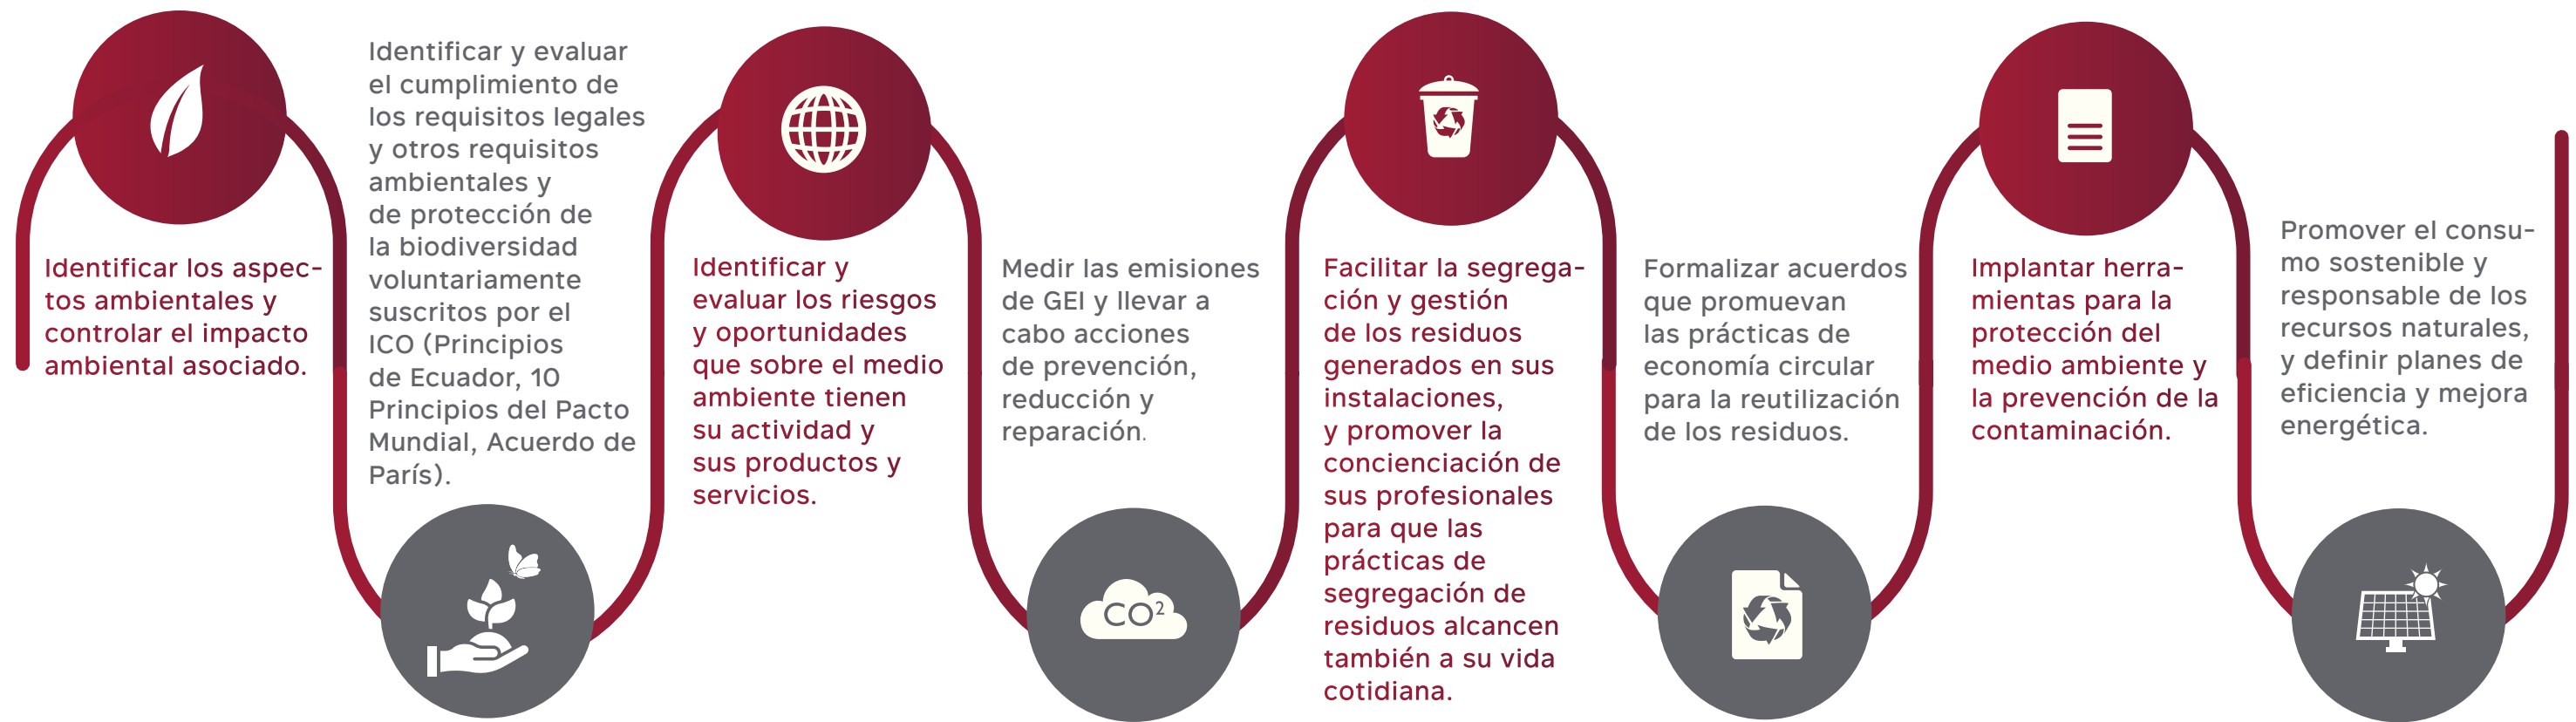 Identificar los aspec-
tos ambientales y
controlar el impacto
ambiental asociado.
Identificar y evaluar
el cumplimiento de
los requisitos legales
y otros requisitos
ambientales y
de protección de
la biodiversidad
voluntariamente
suscritos por el
ICO (Principios
de Ecuador, 10
Principios del Pacto
Mundial, Acuerdo de
París).
Identificar y
evaluar los riesgos
y oportunidades
que sobre el medio
ambiente tienen
su actividad y
sus productos y
servicios.
Medir las emisiones
de GEI y llevar a
cabo acciones
de prevención,
reducción y
reparación.
CO²
Facilitar la segrega-
ción y gestión
de los residuos
generados en sus
instalaciones,
y promover la
concienciación de
sus profesionales
para que las
prácticas de
segregación de
residuos alcancen
también a su vida
cotidiana.
Formalizar acuerdos
que promuevan
las prácticas de
economía circular
para la reutilización
de los residuos.
Implantar herra-
mientas para la
protección del
medio ambiente y
la prevención de la
contaminación.
Promover el consu-
mo sostenible y
responsable de los
recursos naturales,
y definir planes de
eficiencia y mejora
energética.